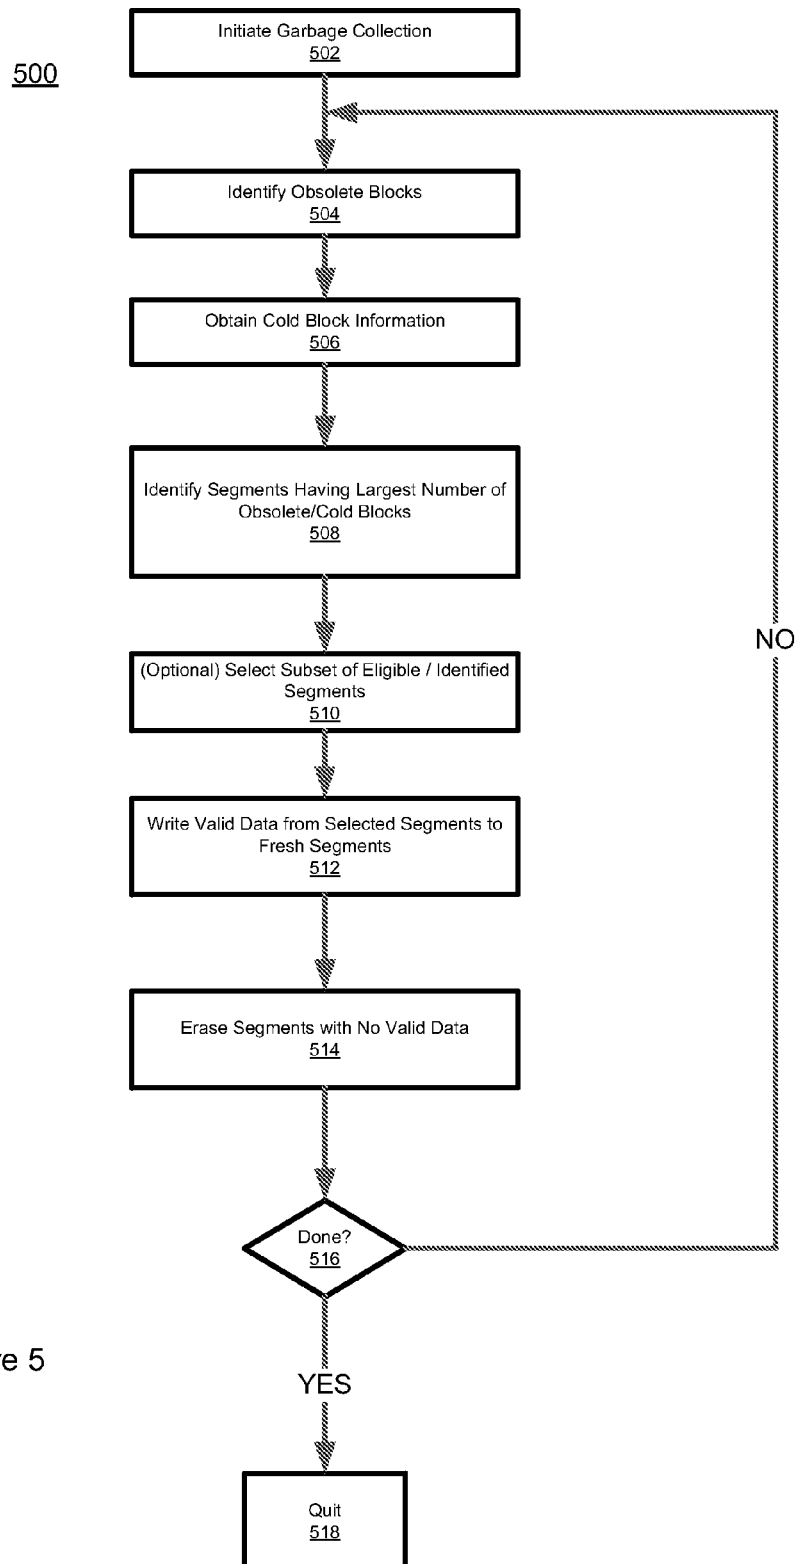 Initiate Garbage Collection
502
500
Identify Obsolete Blocks
504
Obtain Cold Block Information
506
Identify Segments Having Largest Number of
Obsolete/Cold Blocks
508
NO
(Optional) Select Subset of Eligible / Identified
Segments
510
Write Valid Data from Selected Segments to
Fresh Segments
512
Erase Segments with No Valid Data
514
Done?
516
5
YES
Quit
518